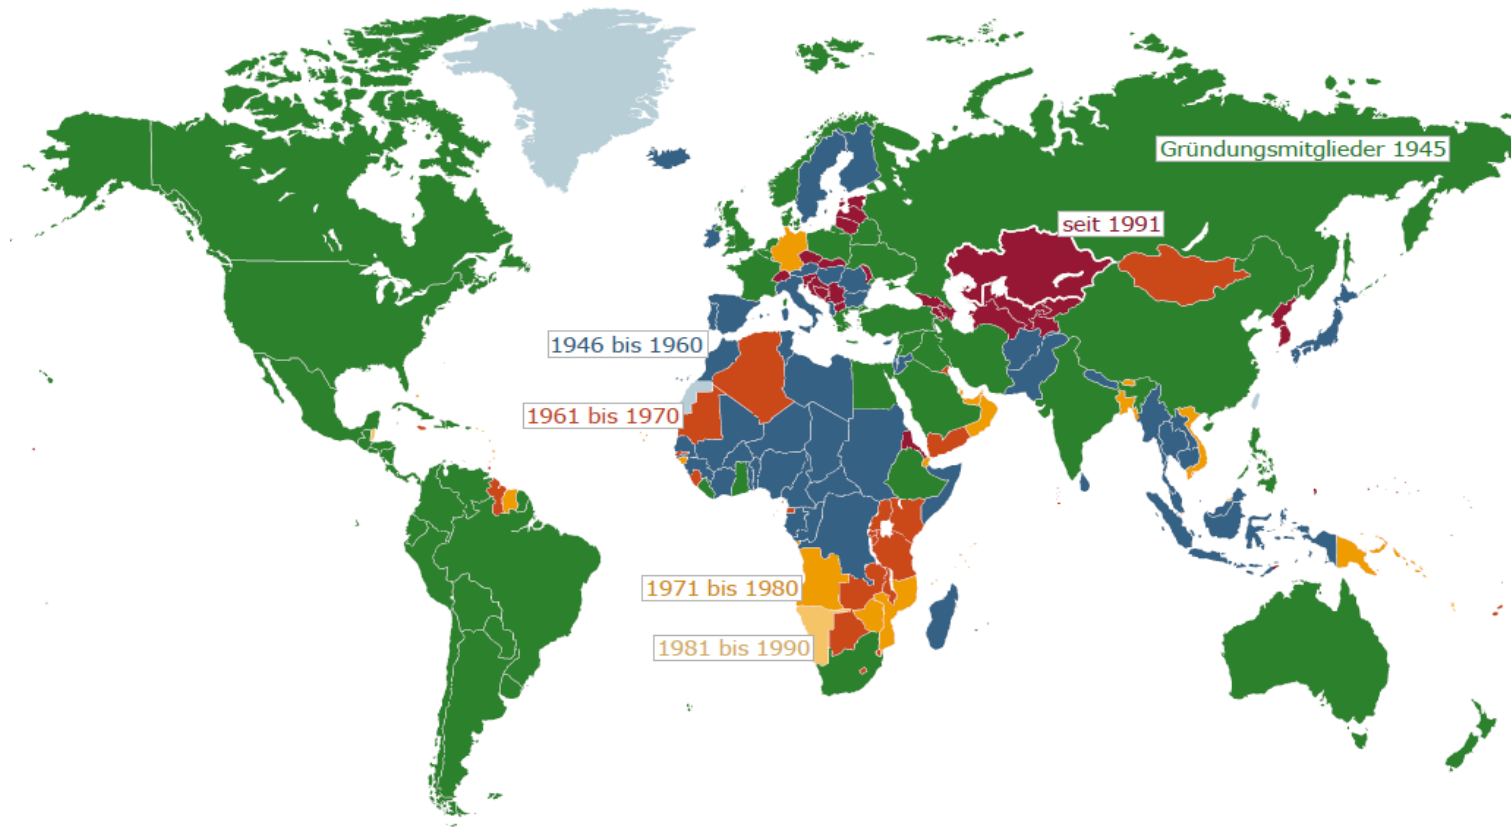 Gründungsmitglieder 1945
seit 1991
1946 bis 1960
1961 bis 1970
1971 bis 1980
1981 bis 1990